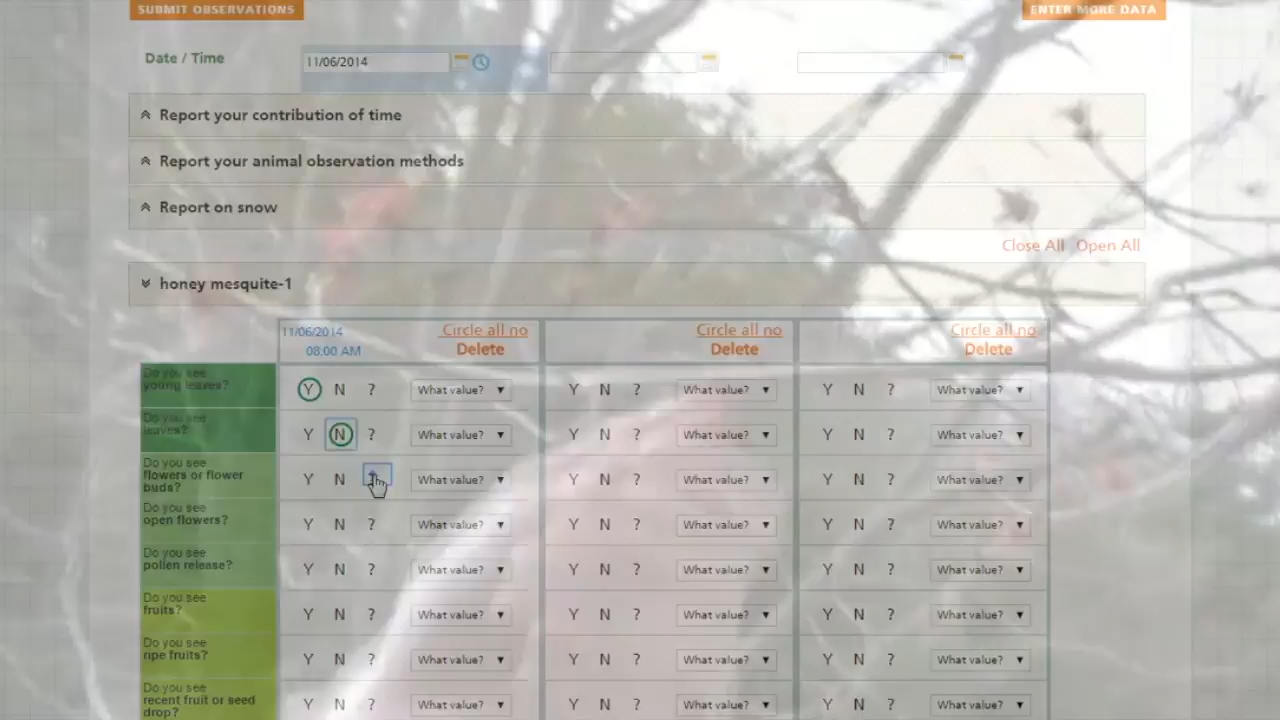 SUBMIT OBSERVATIONS ENTER MORE DATA
Date / Time 11/06/2014
Report your contribution of time
Report your animal observation methods
Report on snow
Close All Open All
honey mesquite-1
11/06/2014 Circle all no Circle all no Circle all no
08:00 AM Delete Delete Delete
Do you see
young leaves? Y N ? What value? Y N ? What value? Y N ? What value?
Do you see
leaves? Y N ? What value? Y N ? What value? Y N ? What value?
Do you see
flowers or flower
buds? Y N What value? Y N ? What value? Y N ? What value?
Do you see
open flowers? Y N ? What value? Y N ? What value? Y N ? What value?
Do you see
pollen release? Y N ? What value? Y N ? What value? Y N ? What value?
Do you see
fruits? Y N ? What value? Y N ? What value? Y N ? What value?
Do you see
ripe fruits? Y N ? What value? Y N ? What value? Y N ? What value?
Do you see
recent fruit or seed
drop? Y N ? What value? Y N ? What value? Y N ? What value?